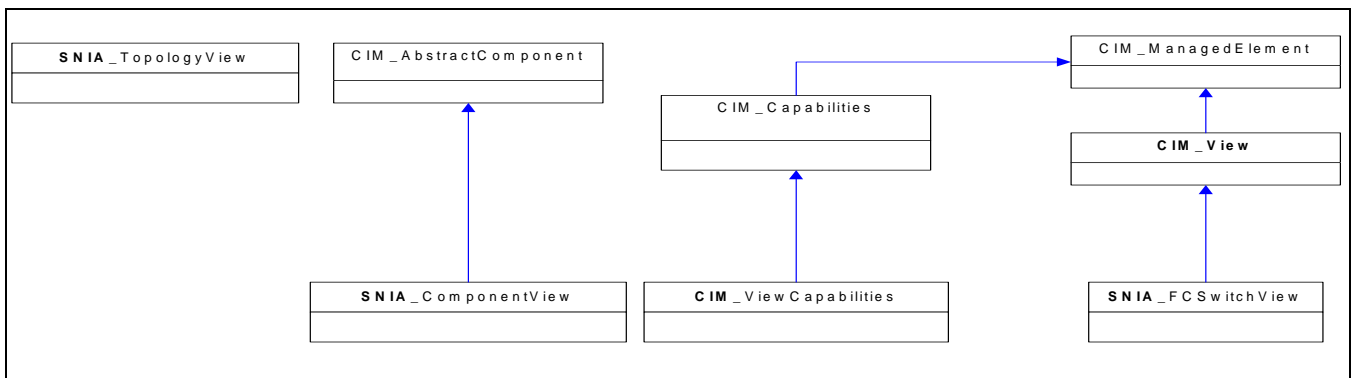 SNIA_TopologyView
CIM_AbstractComponent
CIM_ManagedElement
CIM_Capabilities
CIM_View
SNIA_ComponentView
CIM_ViewCapabilities
SNIA_FCSwitchView